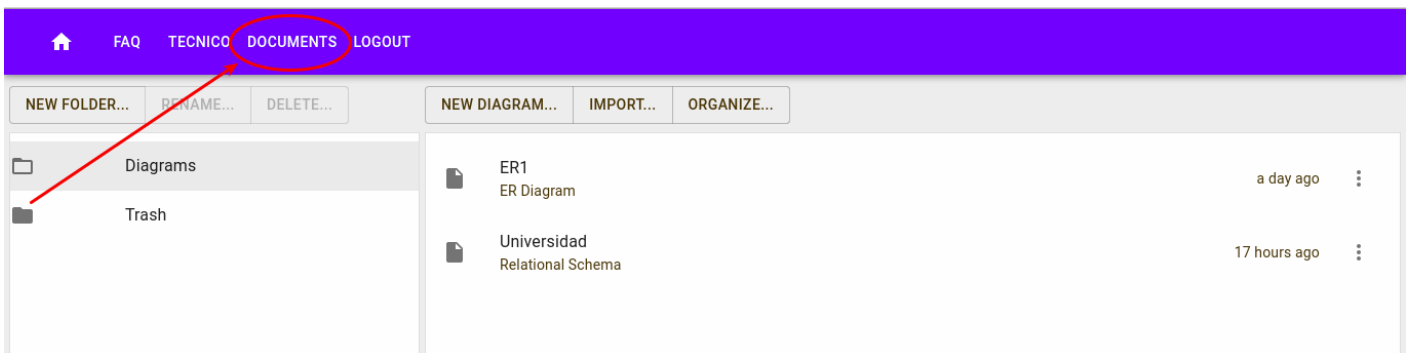 FAQ TECNICO DOCUMENTS LOGOUT
NEW FOLDER... RENAME... DELETE... NEW DIAGRAM... IMPORT... ORGANIZE...
Diagrams
Trash
ER1
ER Diagram
a day ago
Universidad
Relational Schema
17 hours ago